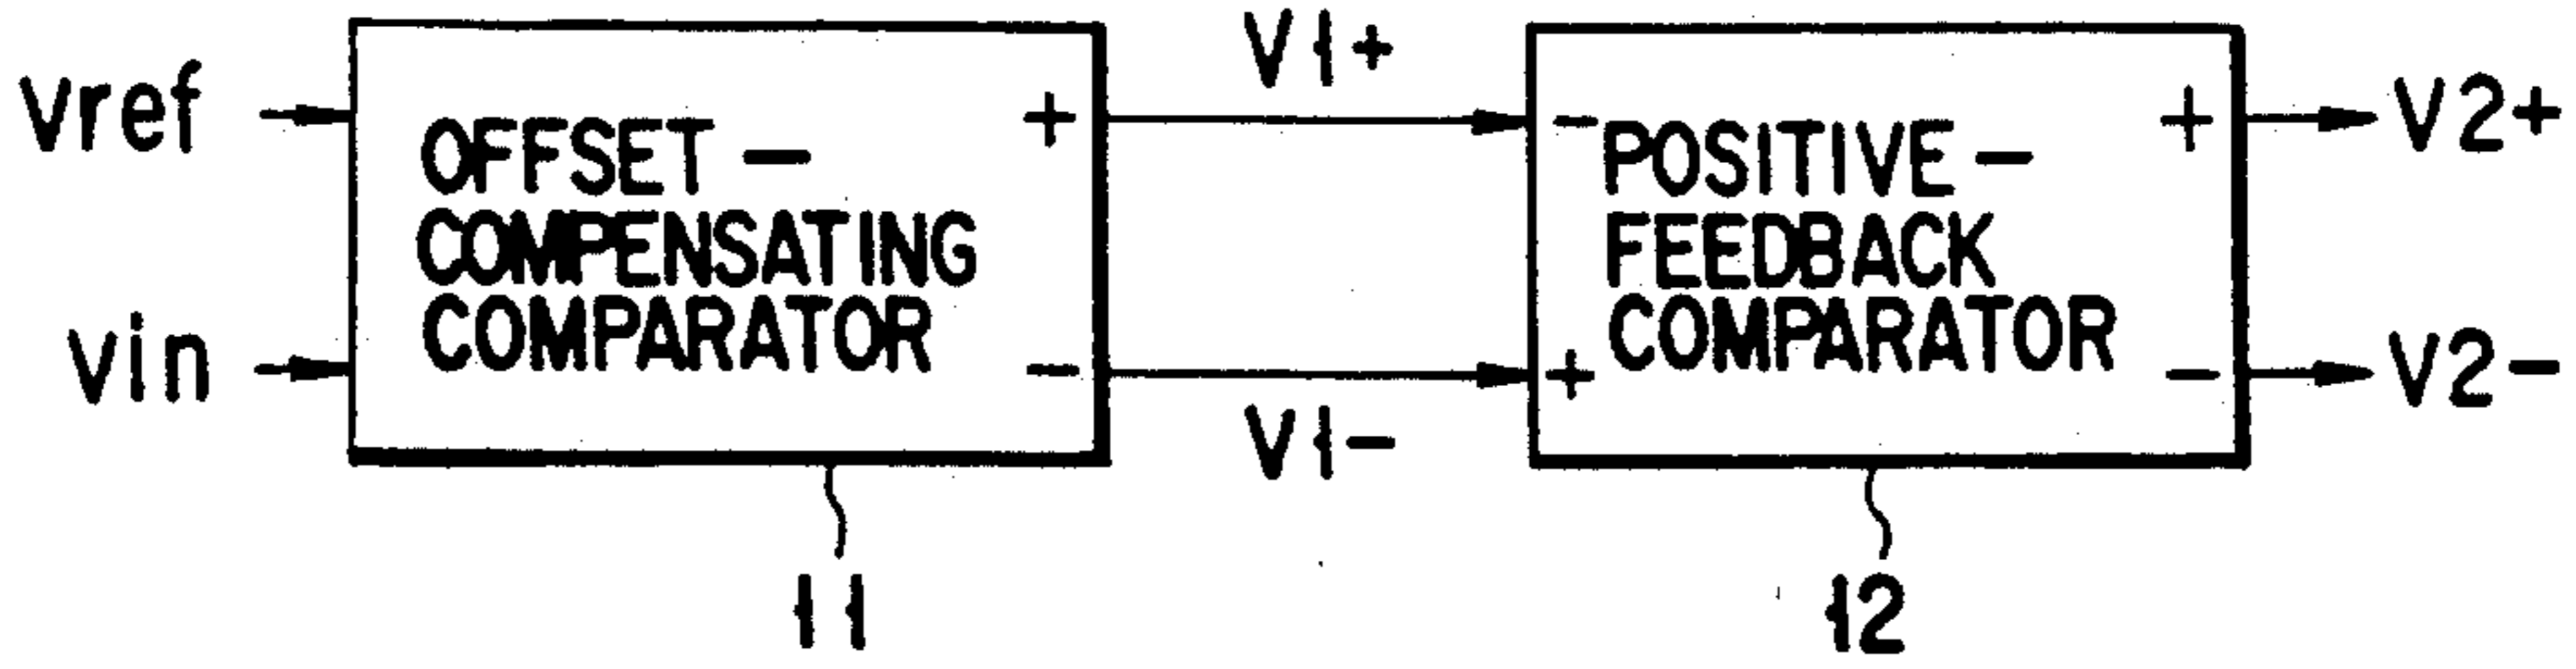 Vref
Vin
OFFSET-
COMPENSATING
COMPARATOR
+
-
V1+
V1-
-
+
POSITIVE-
FEEDBACK
COMPARATOR
+
-
V2+
V2-
11
12